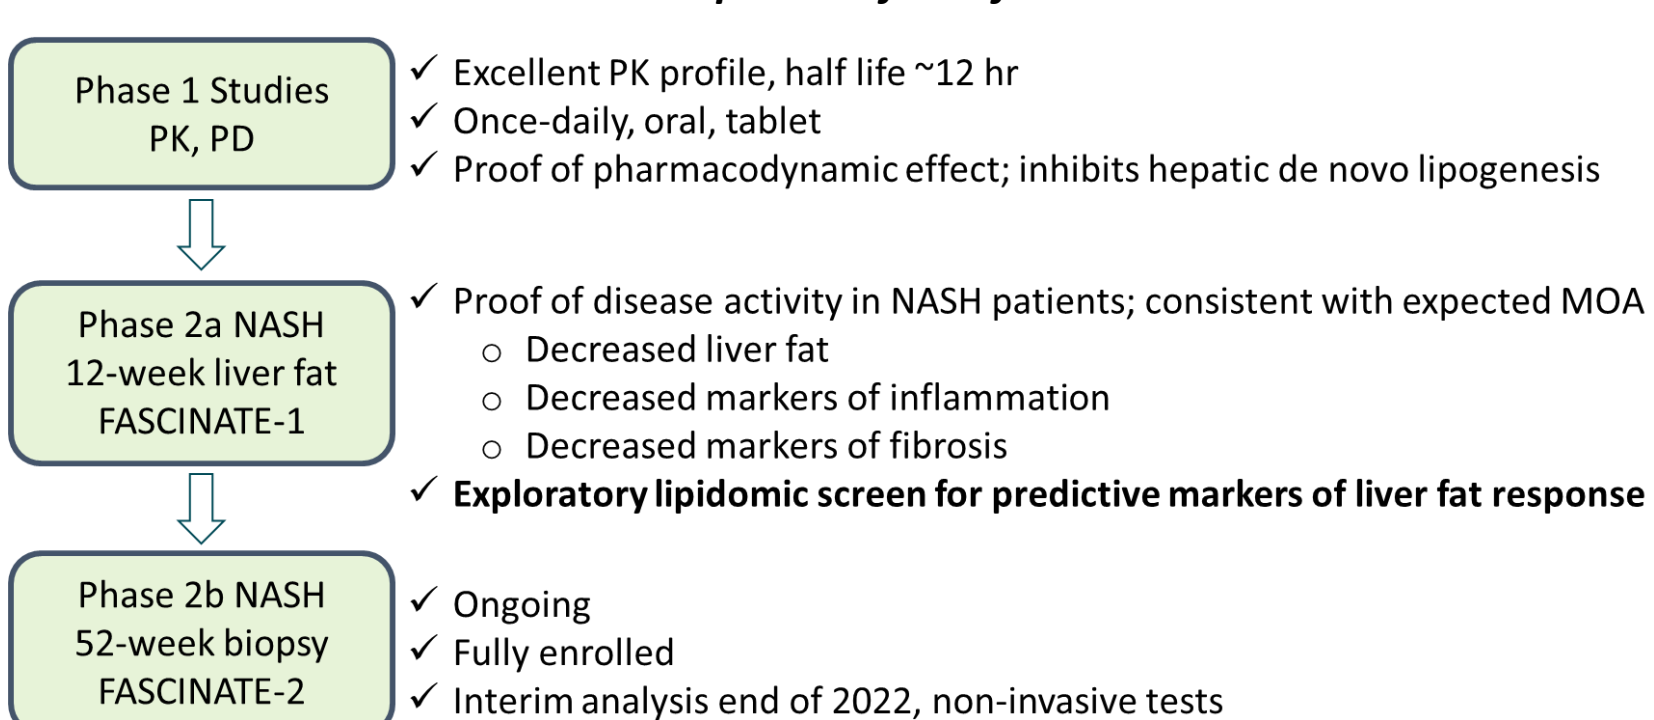 Phase 1 Studies
PK, PD
✓ Excellent PK profile, half life ~12 hr
✓ Once-daily, oral, tablet
✓ Proof of pharmacodynamic effect; inhibits hepatic de novo lipogenesis
Phase 2a NASH
12-week liver fat
FASCINATE-1
✓ Proof of disease activity in NASH patients; consistent with expected MOA
o Decreased liver fat
o Decreased markers of inflammation
o Decreased markers of fibrosis
✓ Exploratory lipidomic screen for predictive markers of liver fat response
Phase 2b NASH
52-week biopsy
FASCINATE-2
✓ Ongoing
✓ Fully enrolled
✓ Interim analysis end of 2022, non-invasive tests